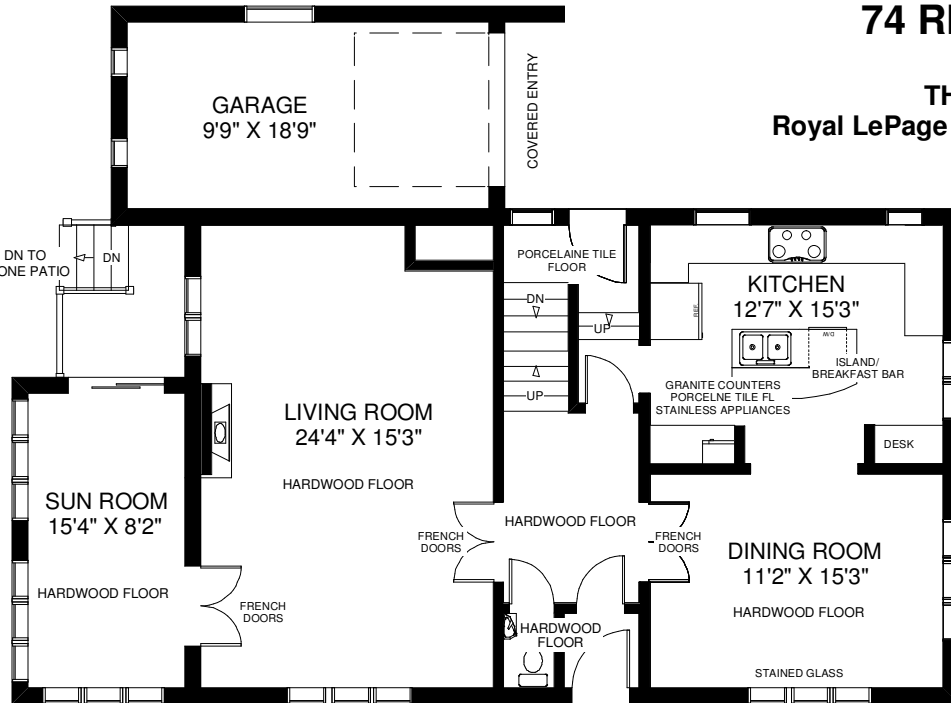 74 R
TH
Royal LePage
GARAGE
9'9" X 18'9"
COVERED ENTRY
DN TO
ONE PATIO
DN
PORCELAINE TILE
FLOOR
DN
UP
UP
KITCHEN
12'7" X 15'3"
REF.
D/W
ISLAND/
BREAKFAST BAR
GRANITE COUNTERS
PORCELNE TILE FL
STAINLESS APPLIANCES
DESK
LIVING ROOM
24'4" X 15'3"
HARDWOOD FLOOR
SUN ROOM
15'4" X 8'2"
HARDWOOD FLOOR
FRENCH
DOORS
FRENCH
DOORS
HARDWOOD FLOOR
FRENCH
DOORS
DINING ROOM
11'2" X 15'3"
HARDWOOD FLOOR
HARDWOOD
FLOOR
STAINED GLASS